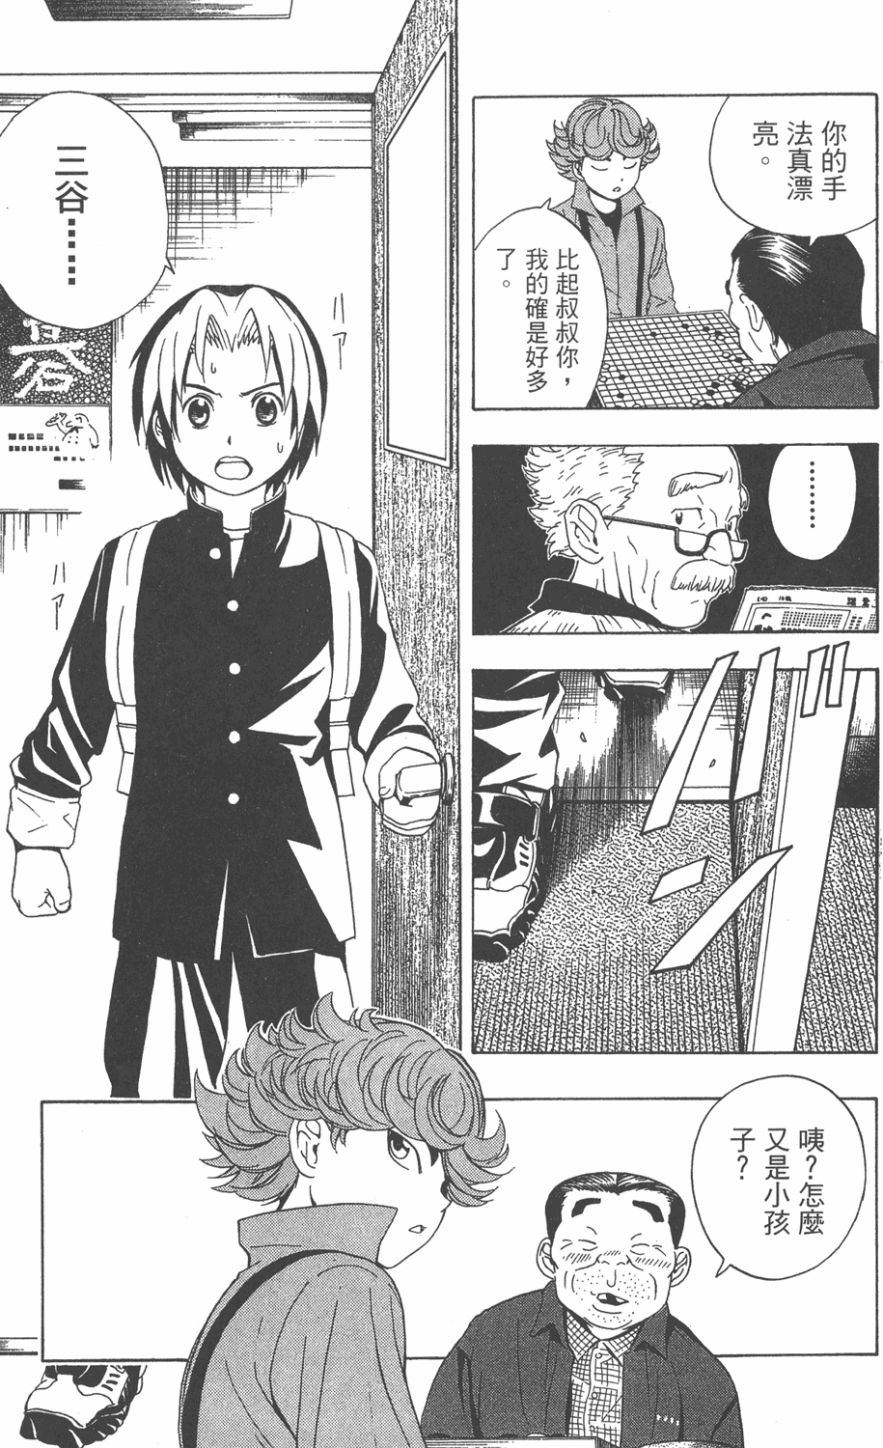 你的手
法真漂
亮。
比起叔叔你，
我的確是好多
了。
………
三谷……
ハァ
ハァ
咦？怎麼
又是小孩
子？